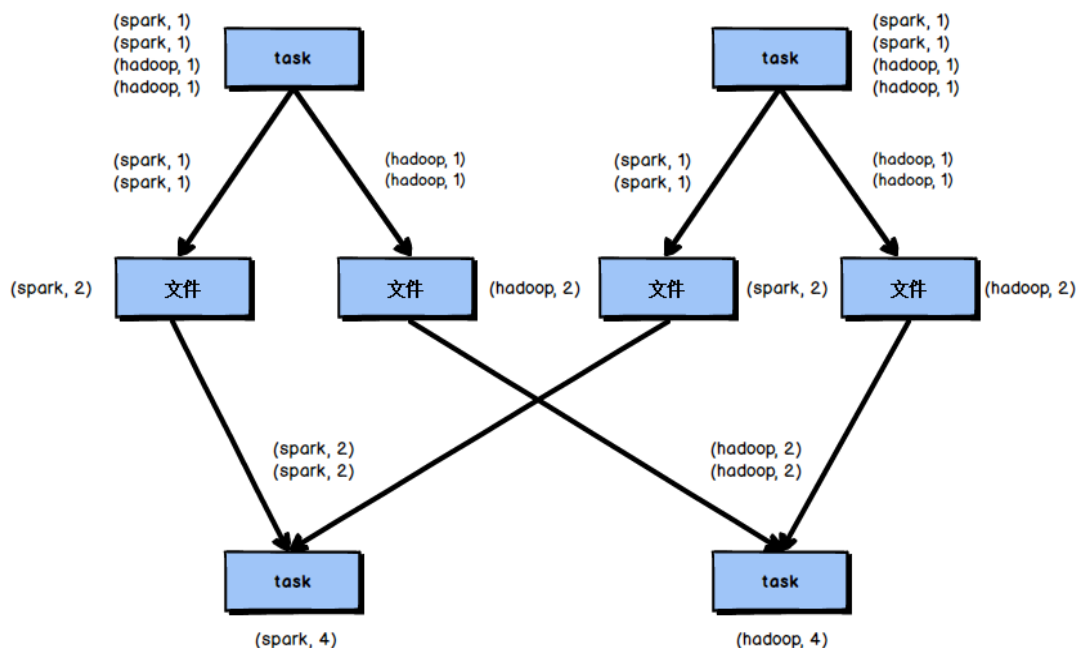 (spark, 1)
(spark, 1)
(hadoop, 1)
(hadoop, 1)
task
task
(spark, 1)
(spark, 1)
(hadoop, 1)
(hadoop, 1)
(spark, 1)
(spark, 1)
(hadoop, 1)
(hadoop, 1)
(spark, 1)
(spark, 1)
(hadoop, 1)
(hadoop, 1)
(spark, 2)
文件
文件
(hadoop, 2)
文件
(spark, 2)
文件
(hadoop, 2)
(spark, 2)
(spark, 2)
(hadoop, 2)
(hadoop, 2)
task
task
(spark, 4)
(hadoop, 4)